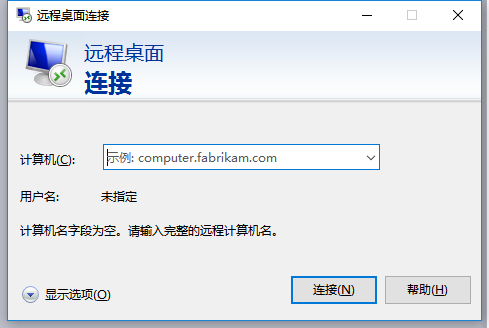 远程桌面连接
远程桌面
连接
计算机(C):
示例: computer.fabrikam.com
用户名:
未指定
计算机名字段为空。请输入完整的远程计算机名。
显示选项(O)
连接(N)
帮助(H)